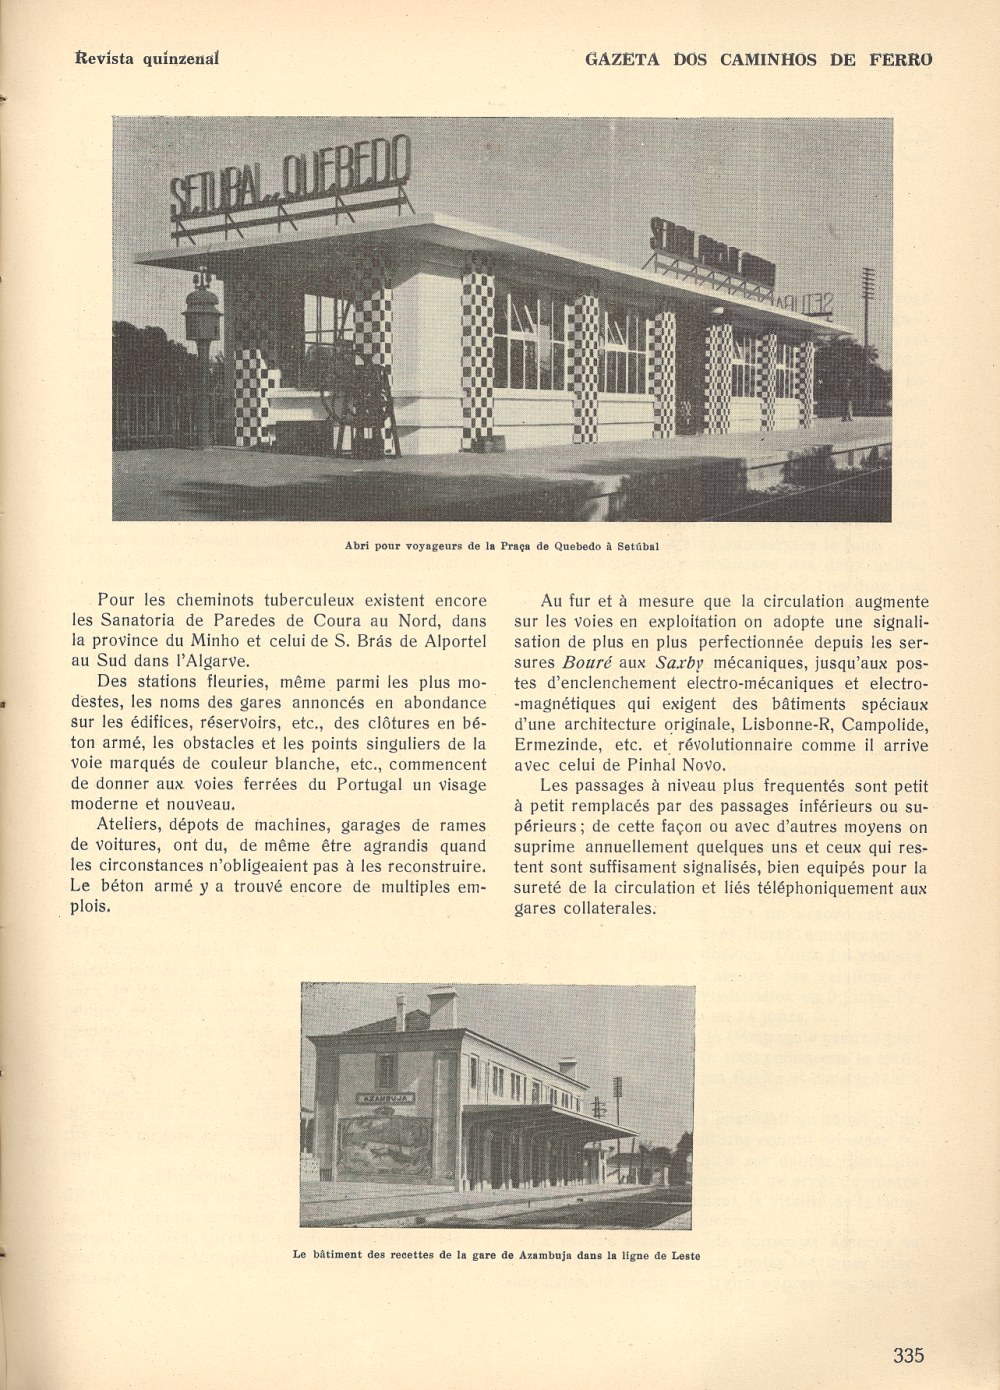 Revista quinzenal
GAZETA DOS CAMINHOS DE FERRO
SETUBAL QUEBEDO
Abri pour voyageurs de la Praça de Quebedo à Setúbal
Pour les cheminots tuberculeux existent encore
les Sanatoria de Paredes de Coura au Nord, dans
la province du Minho et celui de S. Brás de Alportel
au Sud dans l'Algarve.
Des stations fleuries, même parmi les plus mo-
destes, les noms des gares annoncés en abondance
sur les édifices, réservoirs, etc., des clôtures en bé-
ton armé, les obstacles et les points singuliers de la
voie marqués de couleur blanche, etc., commencent
de donner aux voies ferrées du Portugal un visage
moderne et nouveau.
Ateliers, dépots de machines, garages de rames
de voitures, ont du, de même être agrandis quand
les circonstances n'obligeaient pas à les reconstruire.
Le béton armé y a trouvé encore de multiples em-
plois.
Au fur et à mesure que la circulation augmente
sur les voies en exploitation on adopte une signali-
sation de plus en plus perfectionnée depuis les ser-
sures Bouré aux Saxby mécaniques, jusqu'aux pos-
tes d'enclenchement electro-mécaniques et electro-
-magnétiques qui exigent des bâtiments spéciaux
d'une architecture originale, Lisbonne-R, Campolide,
Ermezinde, etc. et révolutionnaire comme il arrive
avec celui de Pinhal Novo.
Les passages à niveau plus frequentés sont petit
à petit remplacés par des passages inférieurs ou su-
périeurs; de cette façon ou avec d'autres moyens on
suprime annuellement quelques uns et ceux qui res-
tent sont suffisament signalisés, bien equipés pour la
sureté de la circulation et liés téléphoniquement aux
gares collaterales.
AZAMBUJA
Le bâtiment des recettes de la gare de Azambuja dans la ligne de Leste
335